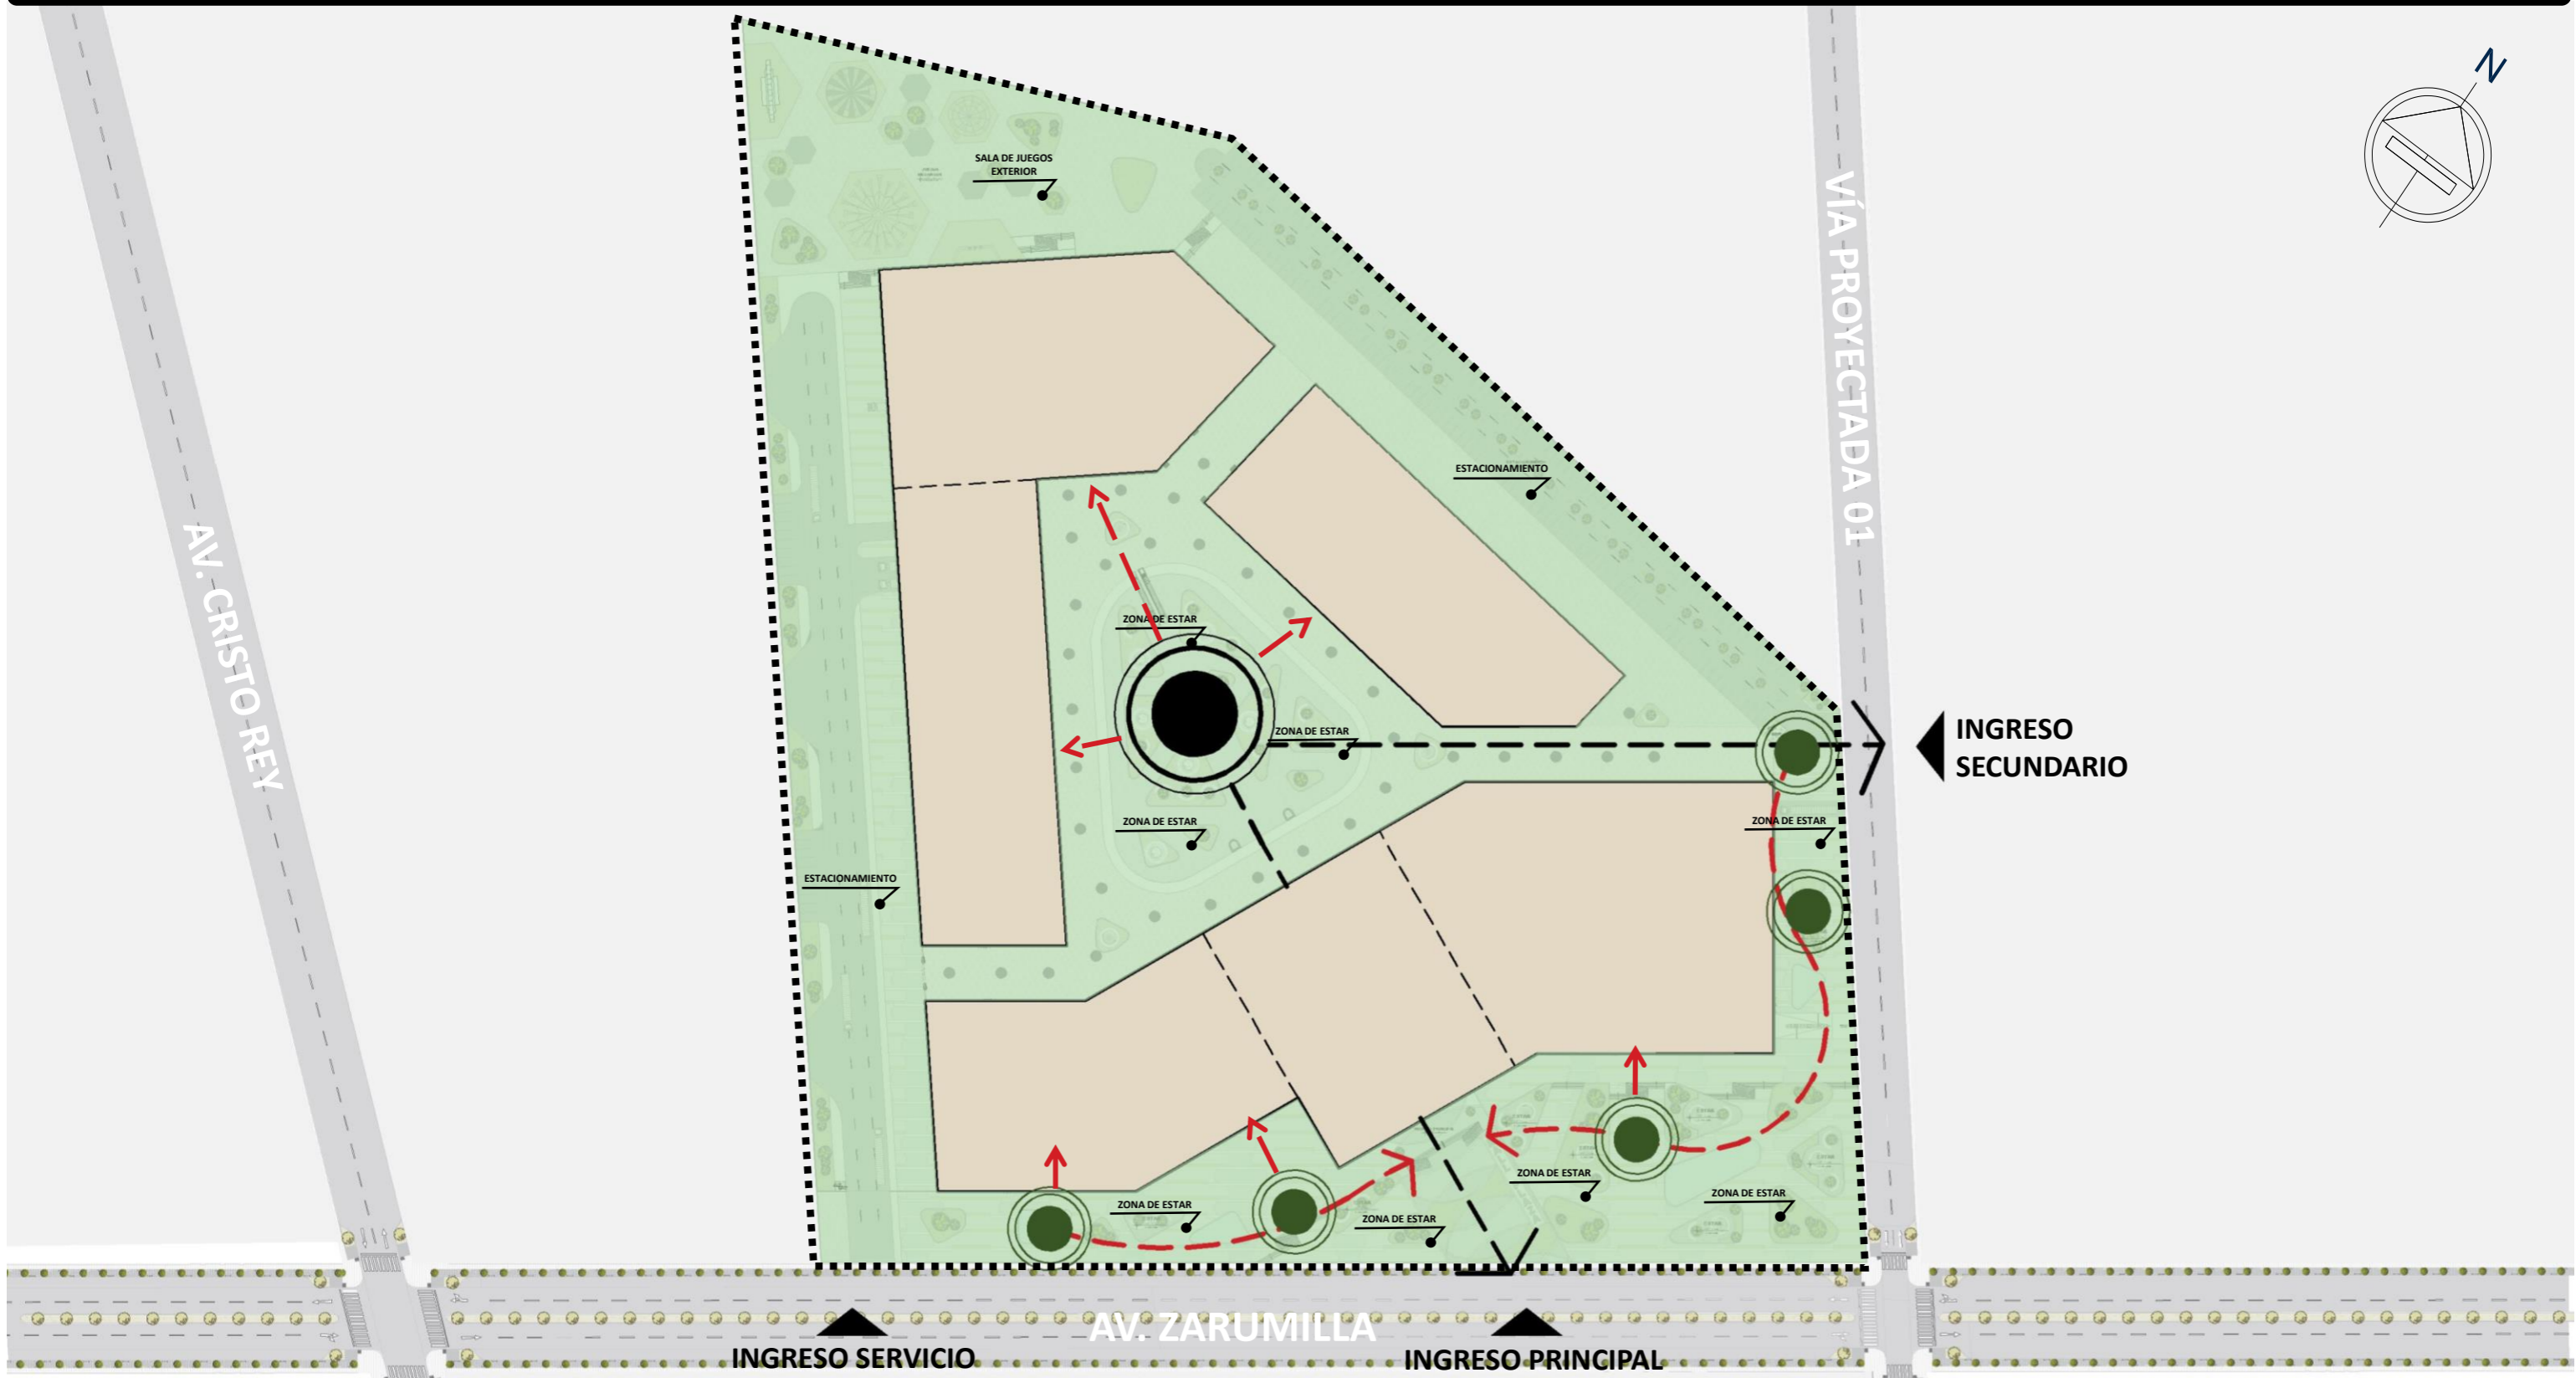 N
SALA DE JUEGOS
EXTERIOR
VÍA PROYECTADA 01
ESTACIONAMIENTO
AV. CRISTO REY
ZONA DE ESTAR
ZONA DE ESTAR
INGRESO
SECUNDARIO
ZONA DE ESTAR
ZONA DE ESTAR
ESTACIONAMIENTO
ZONA DE ESTAR
ZONA DE ESTAR
ZONA DE ESTAR
ZONA DE ESTAR
AV. ZARUMILLA
INGRESO SERVICIO
INGRESO PRINCIPAL